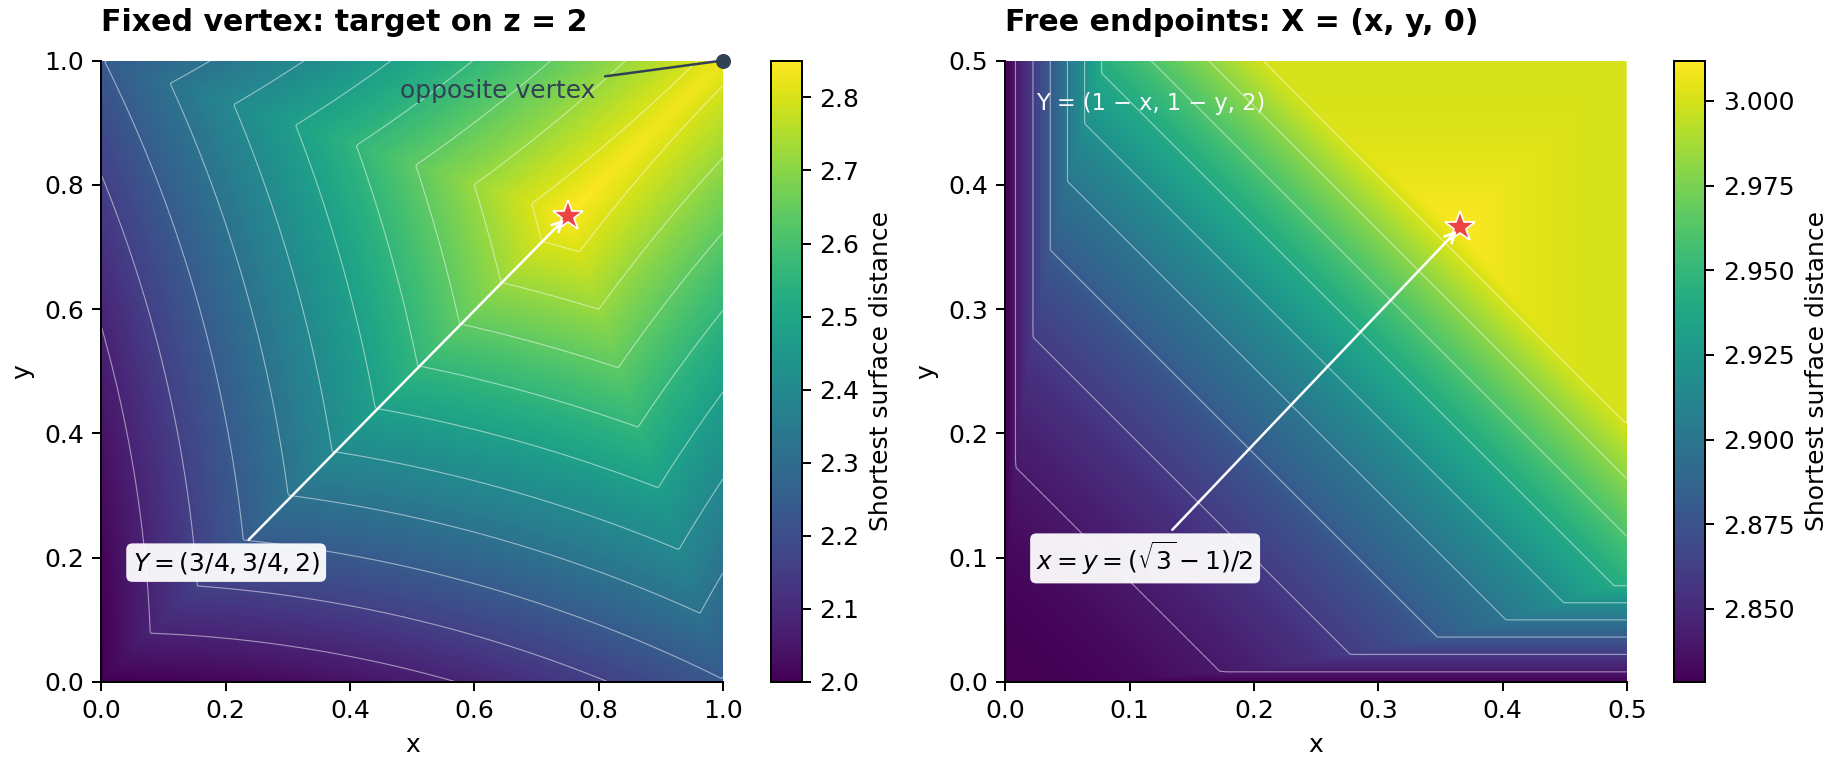 Fixed vertex: target on z = 2
1.0
0.8
0.6
0.4
0.2
0.0
y
opposite vertex
Y = (3/4, 3/4, 2)
0.0 0.2 0.4 0.6 0.8 1.0
x
2.8
2.7
2.6
2.5
2.4
2.3
2.2
2.1
2.0
Shortest surface distance
Free endpoints: X = (x, y, 0)
0.5
0.4
0.3
0.2
0.1
0.0
y
Y = (1 − x, 1 − y, 2)
x = y = (√3 − 1)/2
0.0 0.1 0.2 0.3 0.4 0.5
x
3.000
2.975
2.950
2.925
2.900
2.875
2.850
Shortest surface distance